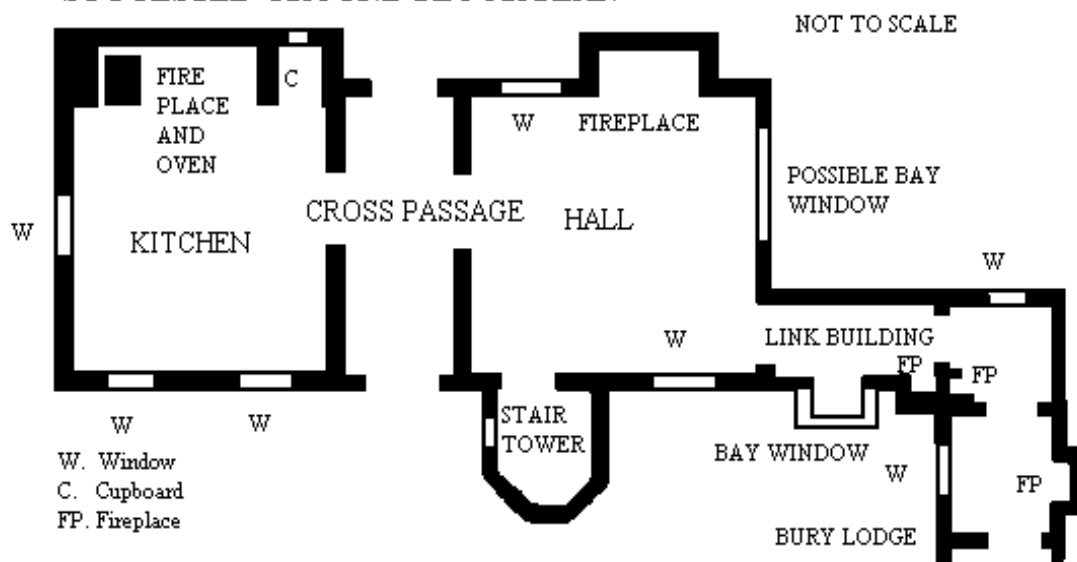 NOT TO SCALE
FIRE
PLACE
AND
OVEN
C
W
FIREPLACE
POSSIBLE BAY
WINDOW
W
KITCHEN
CROSS PASSAGE
HALL
W
W
LINK BUILDING
FP
FP
STAIR
TOWER
W
W
BAY WINDOW
W
FP
BURY LODGE
W. Window
C. Cupboard
FP. Fireplace